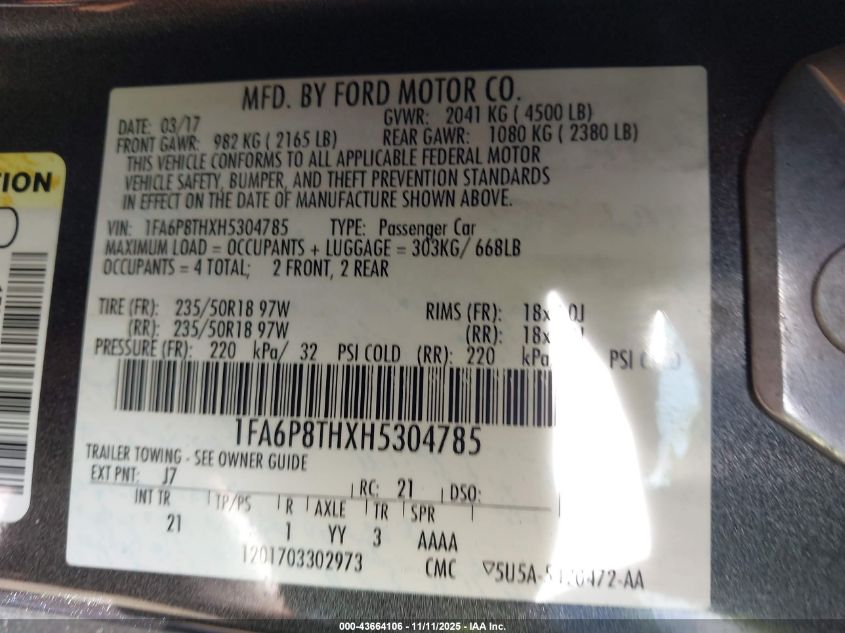 MFD. BY FORD MOTOR CO.
DATE: 03/17 GVWR: 2041 KG ( 4500 LB)
FRONT GAWR: 982 KG ( 2165 LB) REAR GAWR: 1080 KG ( 2380 LB)
THIS VEHICLE CONFORMS TO ALL APPLICABLE FEDERAL MOTOR
VEHICLE SAFETY, BUMPER, AND THEFT PREVENTION STANDARDS
IN EFFECT ON THE DATE OF MANUFACTURE SHOWN ABOVE.
VIN: 1FA6P8THXH5304785 TYPE: Passenger Car
MAXIMUM LOAD = OCCUPANTS + LUGGAGE = 303KG/ 668LB
OCCUPANTS = 4 TOTAL; 2 FRONT, 2 REAR
TIRE (FR): 235/50R18 97W RIMS (FR):
(RR): 235/50R18 97W (RR):
PRESSURE (FR): 220 kPa/ 32 PSI COLD (RR): 220 kPa PSI COLD
1FA6P8THXH5304785
TRAILER TOWING - SEE OWNER GUIDE
EXT PNT: J7 RC: 21 DSO:
INT TR TP/PS R AXLE TR SPR
21 1 YY 3 AAAA
1201703302973 CMC
000-43664106 - 11/11/2025 - IAA Inc.